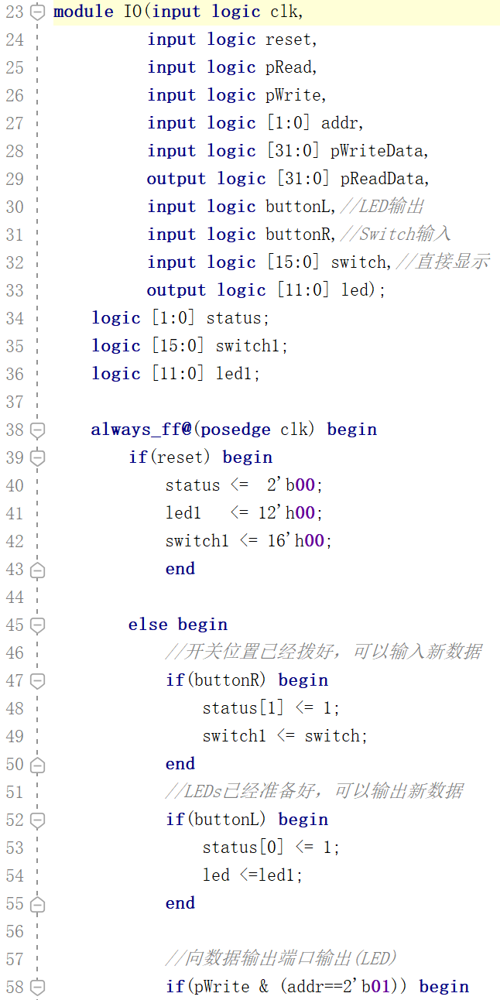 23 module IO(input logic clk,
24 input logic reset,
25 input logic pRead,
26 input logic pWrite,
27 input logic [1:0] addr,
28 input logic [31:0] pWriteData,
29 output logic [31:0] pReadData,
30 input logic buttonL,//LED输出
31 input logic buttonR,//Switch输入
32 input logic [15:0] switch,//直接显示
33 output logic [11:0] led);
34 logic [1:0] status;
35 logic [15:0] switch1;
36 logic [11:0] led1;
37
38 always_ff@(posedge clk) begin
39 if(reset) begin
40 status <= 2'b00;
41 led1 <= 12'h00;
42 switch1 <= 16'h00;
43 end
44
45 else begin
46 //开关位置已经拨好，可以输入新数据
47 if(buttonR) begin
48 status[1] <= 1;
49 switch1 <= switch;
50 end
51 //LEDs已经准备好，可以输出新数据
52 if(buttonL) begin
53 status[0] <= 1;
54 led <=led1;
55 end
56
57 //向数据输出端口输出(LED)
58 if(pWrite & (addr==2'b01)) begin